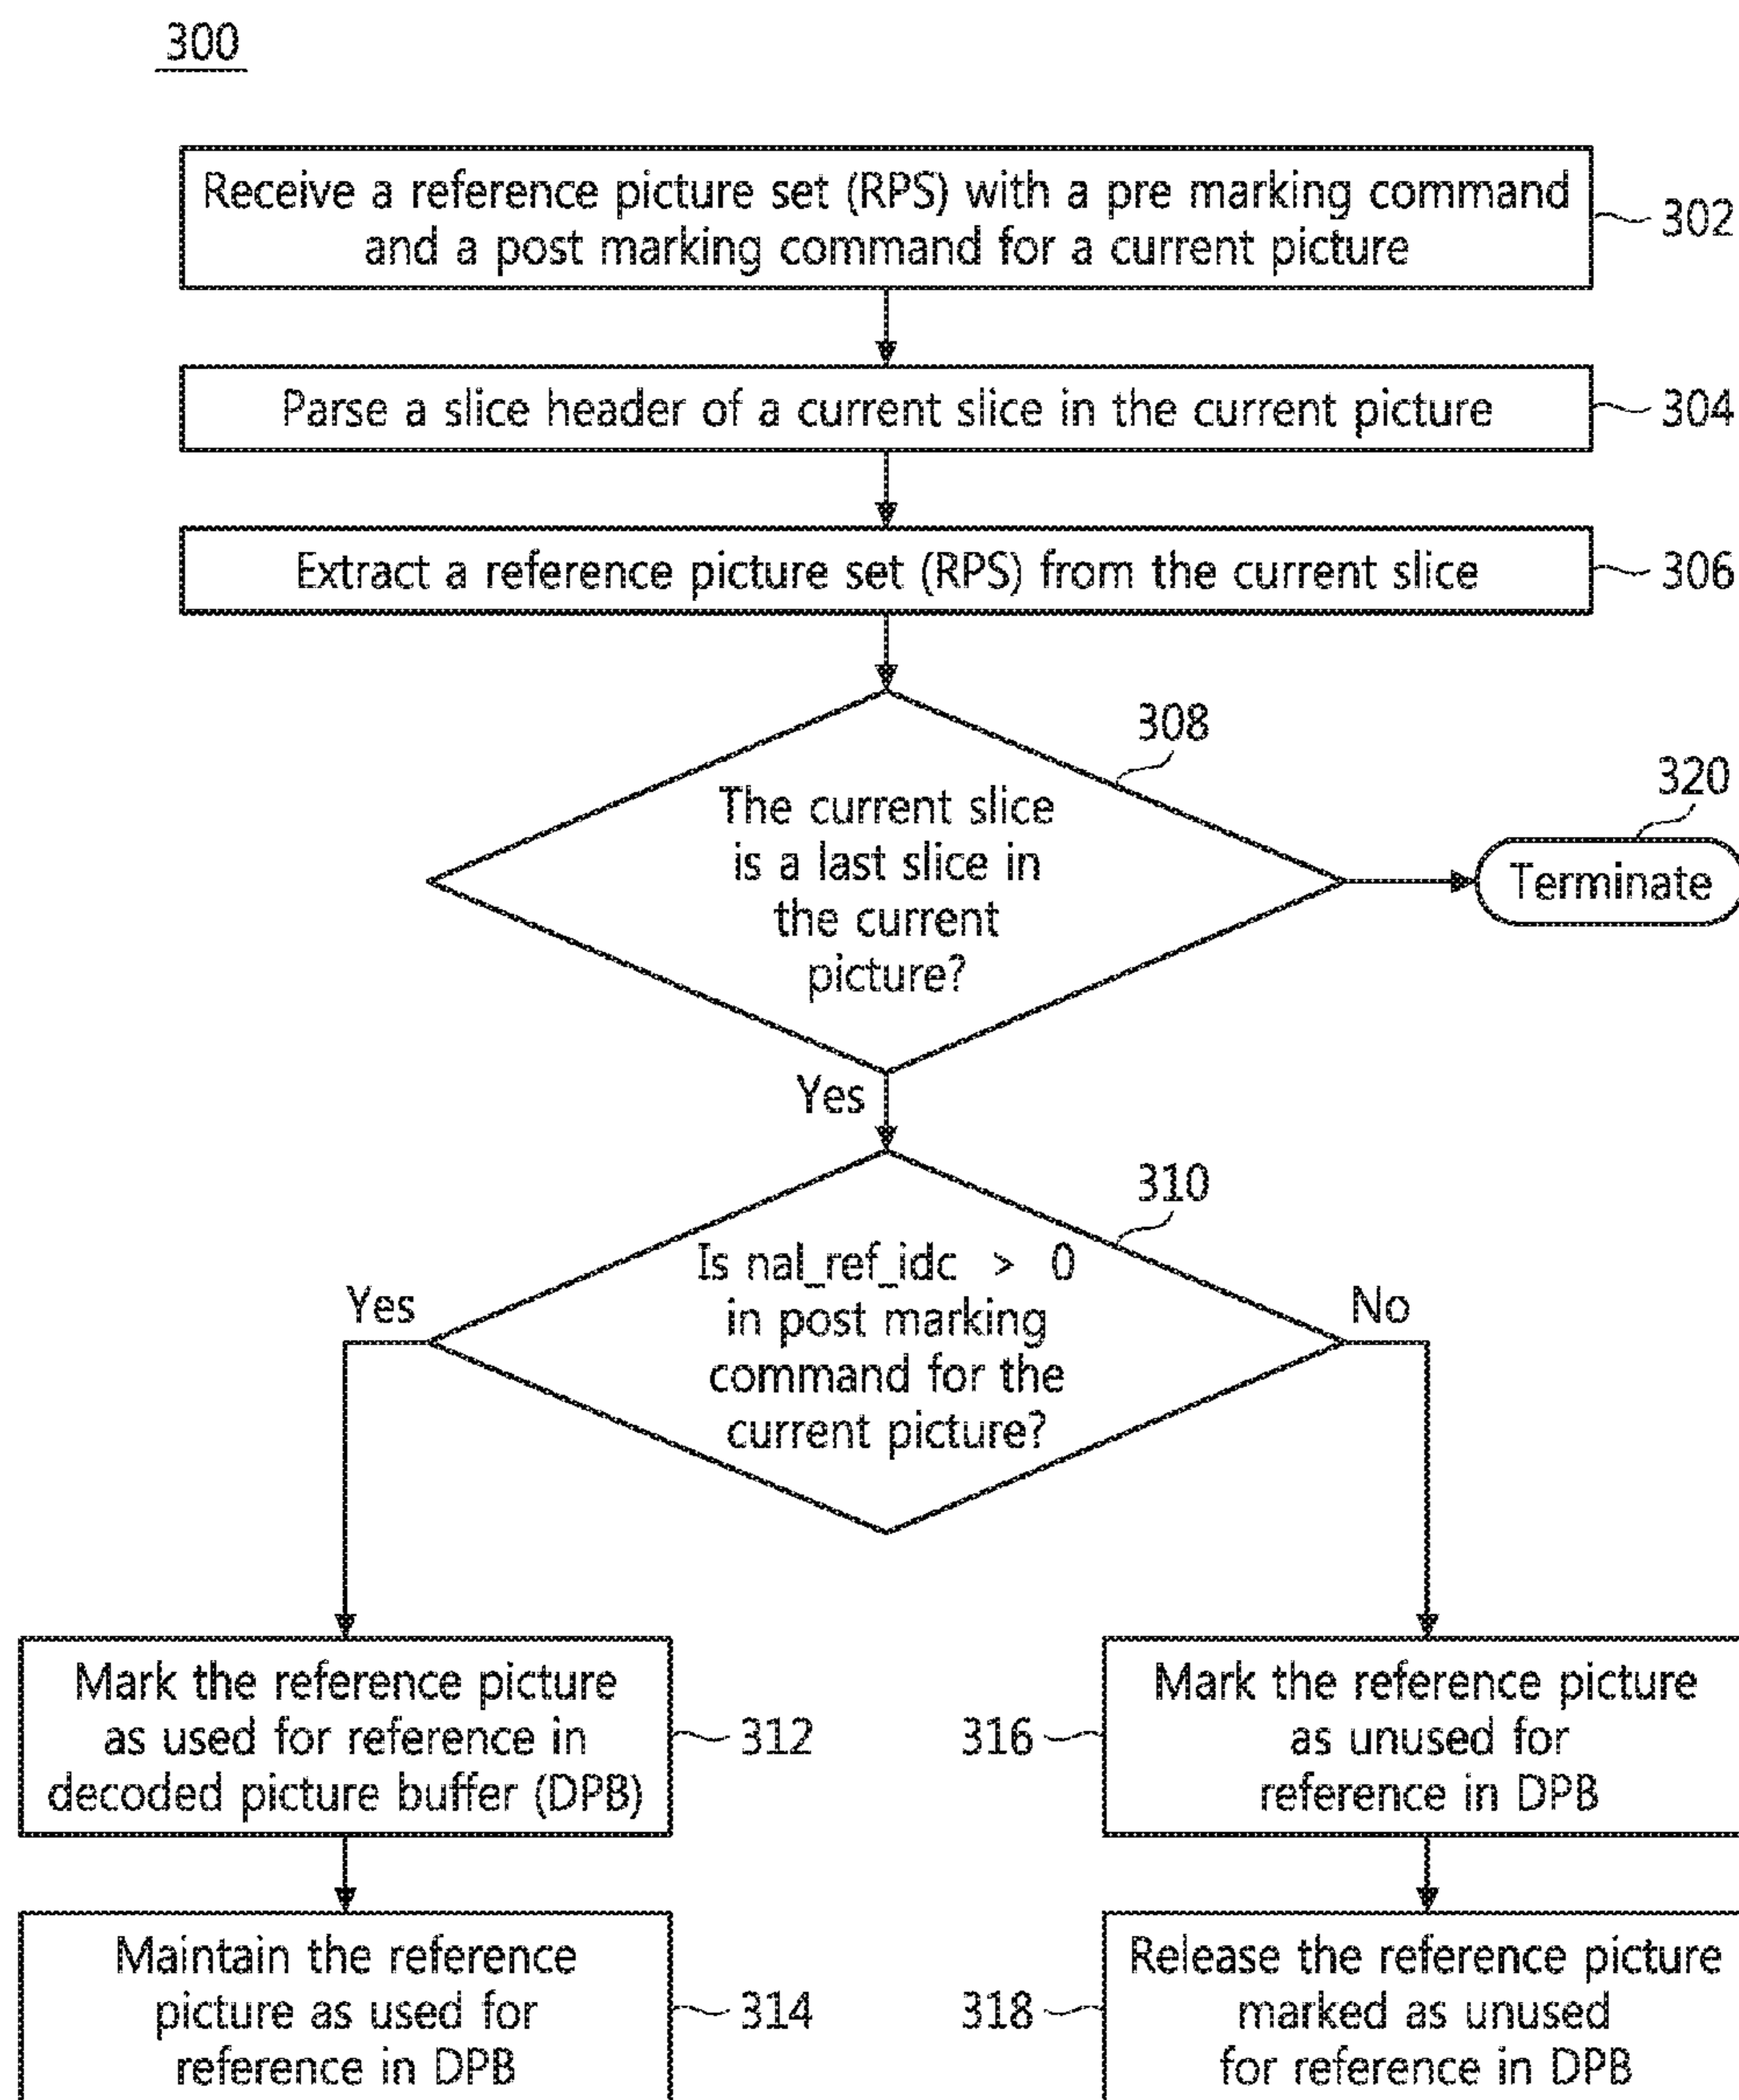 300
Receive a reference picture set (RPS) with a pre marking command
and a post marking command for a current picture
302
Parse a slice header of a current slice in the current picture
304
Extract a reference picture set (RPS) from the current slice
306
308
The current slice
is a last slice in
the current
picture?
320
Terminate
Yes
310
Is nal_ref_idc > 0
in post marking
command for the
current picture?
Yes
No
Mark the reference picture
as used for reference in
decoded picture buffer (DPB)
312
316
Mark the reference picture
as unused for
reference in DPB
Maintain the reference
picture as used for
reference in DPB
314
318
Release the reference picture
marked as unused
for reference in DPB